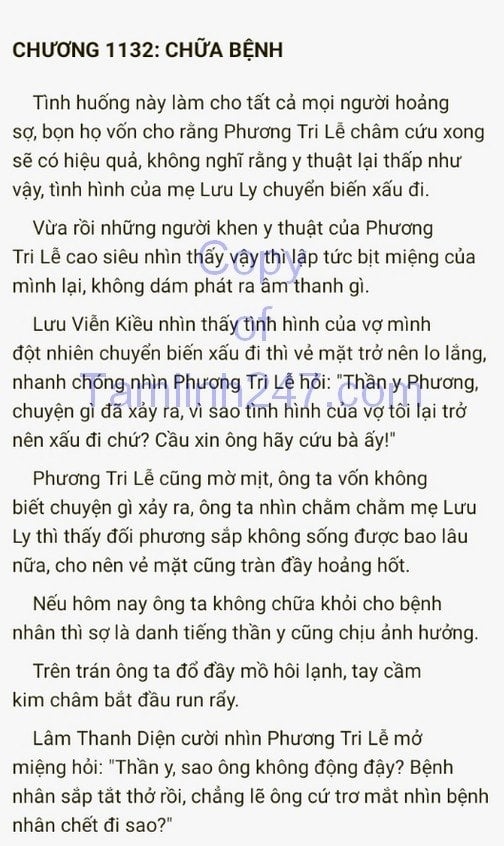 CHƯƠNG 1132: CHỮA BỆNH
Tình huống này làm cho tất cả mọi người hoảng
sợ, bọn họ vốn cho rằng Phương Tri Lễ châm cứu xong
sẽ có hiệu quả, không nghĩ rằng y thuật lại thấp như
vậy, tình hình của mẹ Lưu Ly chuyển biến xấu đi.
Vừa rồi những người khen y thuật của Phương
Tri Lễ cao siêu nhìn thấy vậy thì lập tức bịt miệng của
mình lại, không dám phát ra âm thanh gì.
Lưu Viễn Kiều nhìn thấy tình hình của vợ mình
đột nhiên chuyển biến xấu đi thì vẻ mặt trở nên lo lắng,
nhanh chóng nhìn Phương Tri Lễ hỏi: "Thần y Phương,
chuyện gì đã xảy ra, vì sao tình hình của vợ tôi lại trở
nên xấu đi chứ? Cầu xin ông hãy cứu bà ấy!"
Phương Tri Lễ cũng mờ mịt, ông ta vốn không
biết chuyện gì xảy ra, ông ta nhìn chằm chằm mẹ Lưu
Ly thì thấy đối phương sắp không sống được bao lâu
nữa, cho nên vẻ mặt cũng tràn đầy hoảng hốt.
Nếu hôm nay ông ta không chữa khỏi cho bệnh
nhân thì sợ là danh tiếng thần y cũng chịu ảnh hưởng.
Trên trán ông ta đổ đầy mồ hôi lạnh, tay cầm
kim châm bắt đầu run rẩy.
Lâm Thanh Diện cười nhìn Phương Tri Lễ mở
miệng hỏi: "Thần y, sao ông không động đậy? Bệnh
nhân sắp tắt thở rồi, chẳng lẽ ông cứ trơ mắt nhìn bệnh
nhân chết đi sao?"
Copy
of
Tamlinh247.com